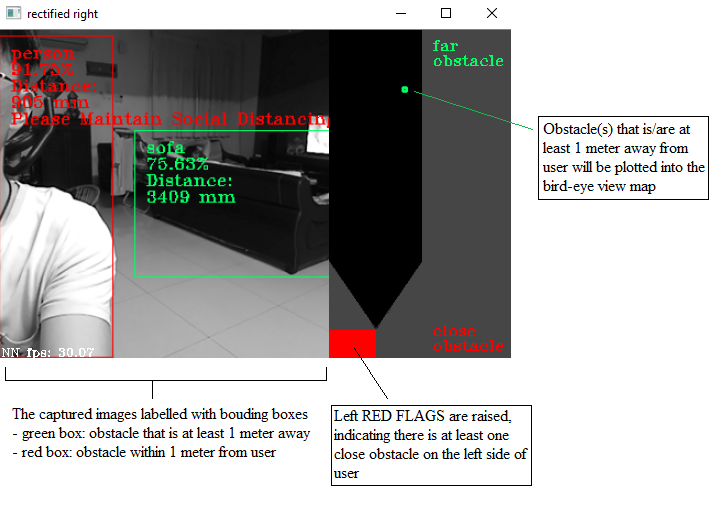 rectified right
person
91.75%
Distance:
905 mm
Please Maintain Social Distancing
sofa
75.63%
Distance:
3409 mm
NN fps: 30.07
far
obstacle
close
obstacle
Obstacle(s) that is/are at
least 1 meter away from
user will be plotted into the
bird-eye view map
The captured images labelled with bouding boxes
- green box: obstacle that is at least 1 meter away
- red box: obstacle within 1 meter from user
Left RED FLAGS are raised,
indicating there is at least one
close obstacle on the left side of
user